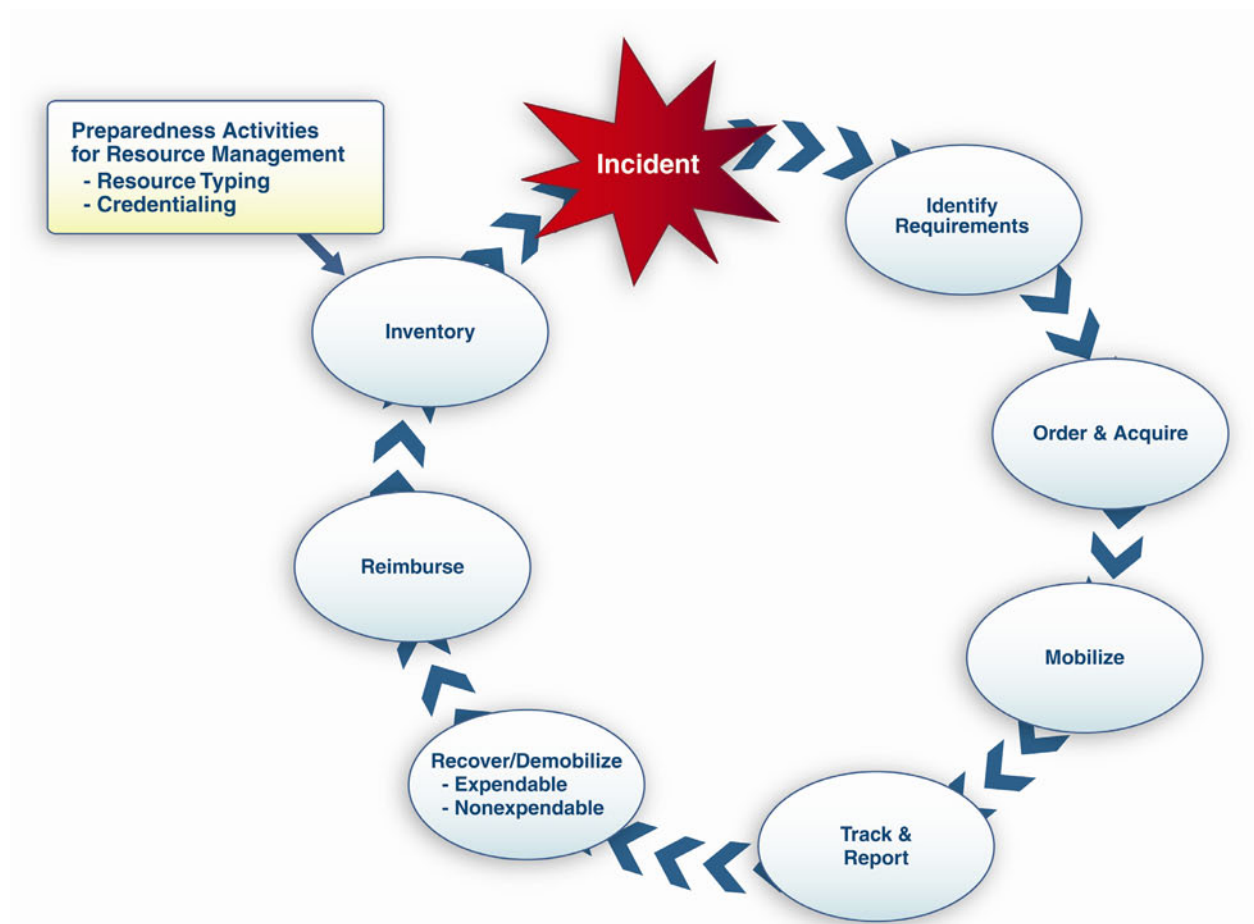 Preparedness Activities
for Resource Management
- Resource Typing
- Credentialing
Incident
Identify
Requirements
Order & Acquire
Mobilize
Track &
Report
Recover/Demobilize
- Expendable
- Nonexpendable
Reimburse
Inventory